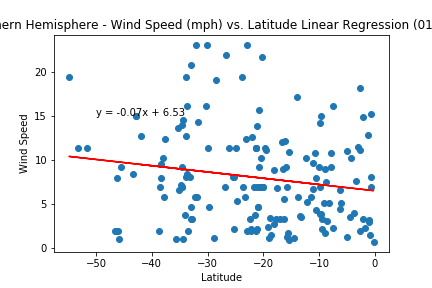 ern Hemisphere - Wind Speed (mph) vs. Latitude Linear Regression (01
20
15
10
5
0
y = -0.07x + 6.53
Wind Speed
−50
−40
−30
−20
−10
0
Latitude